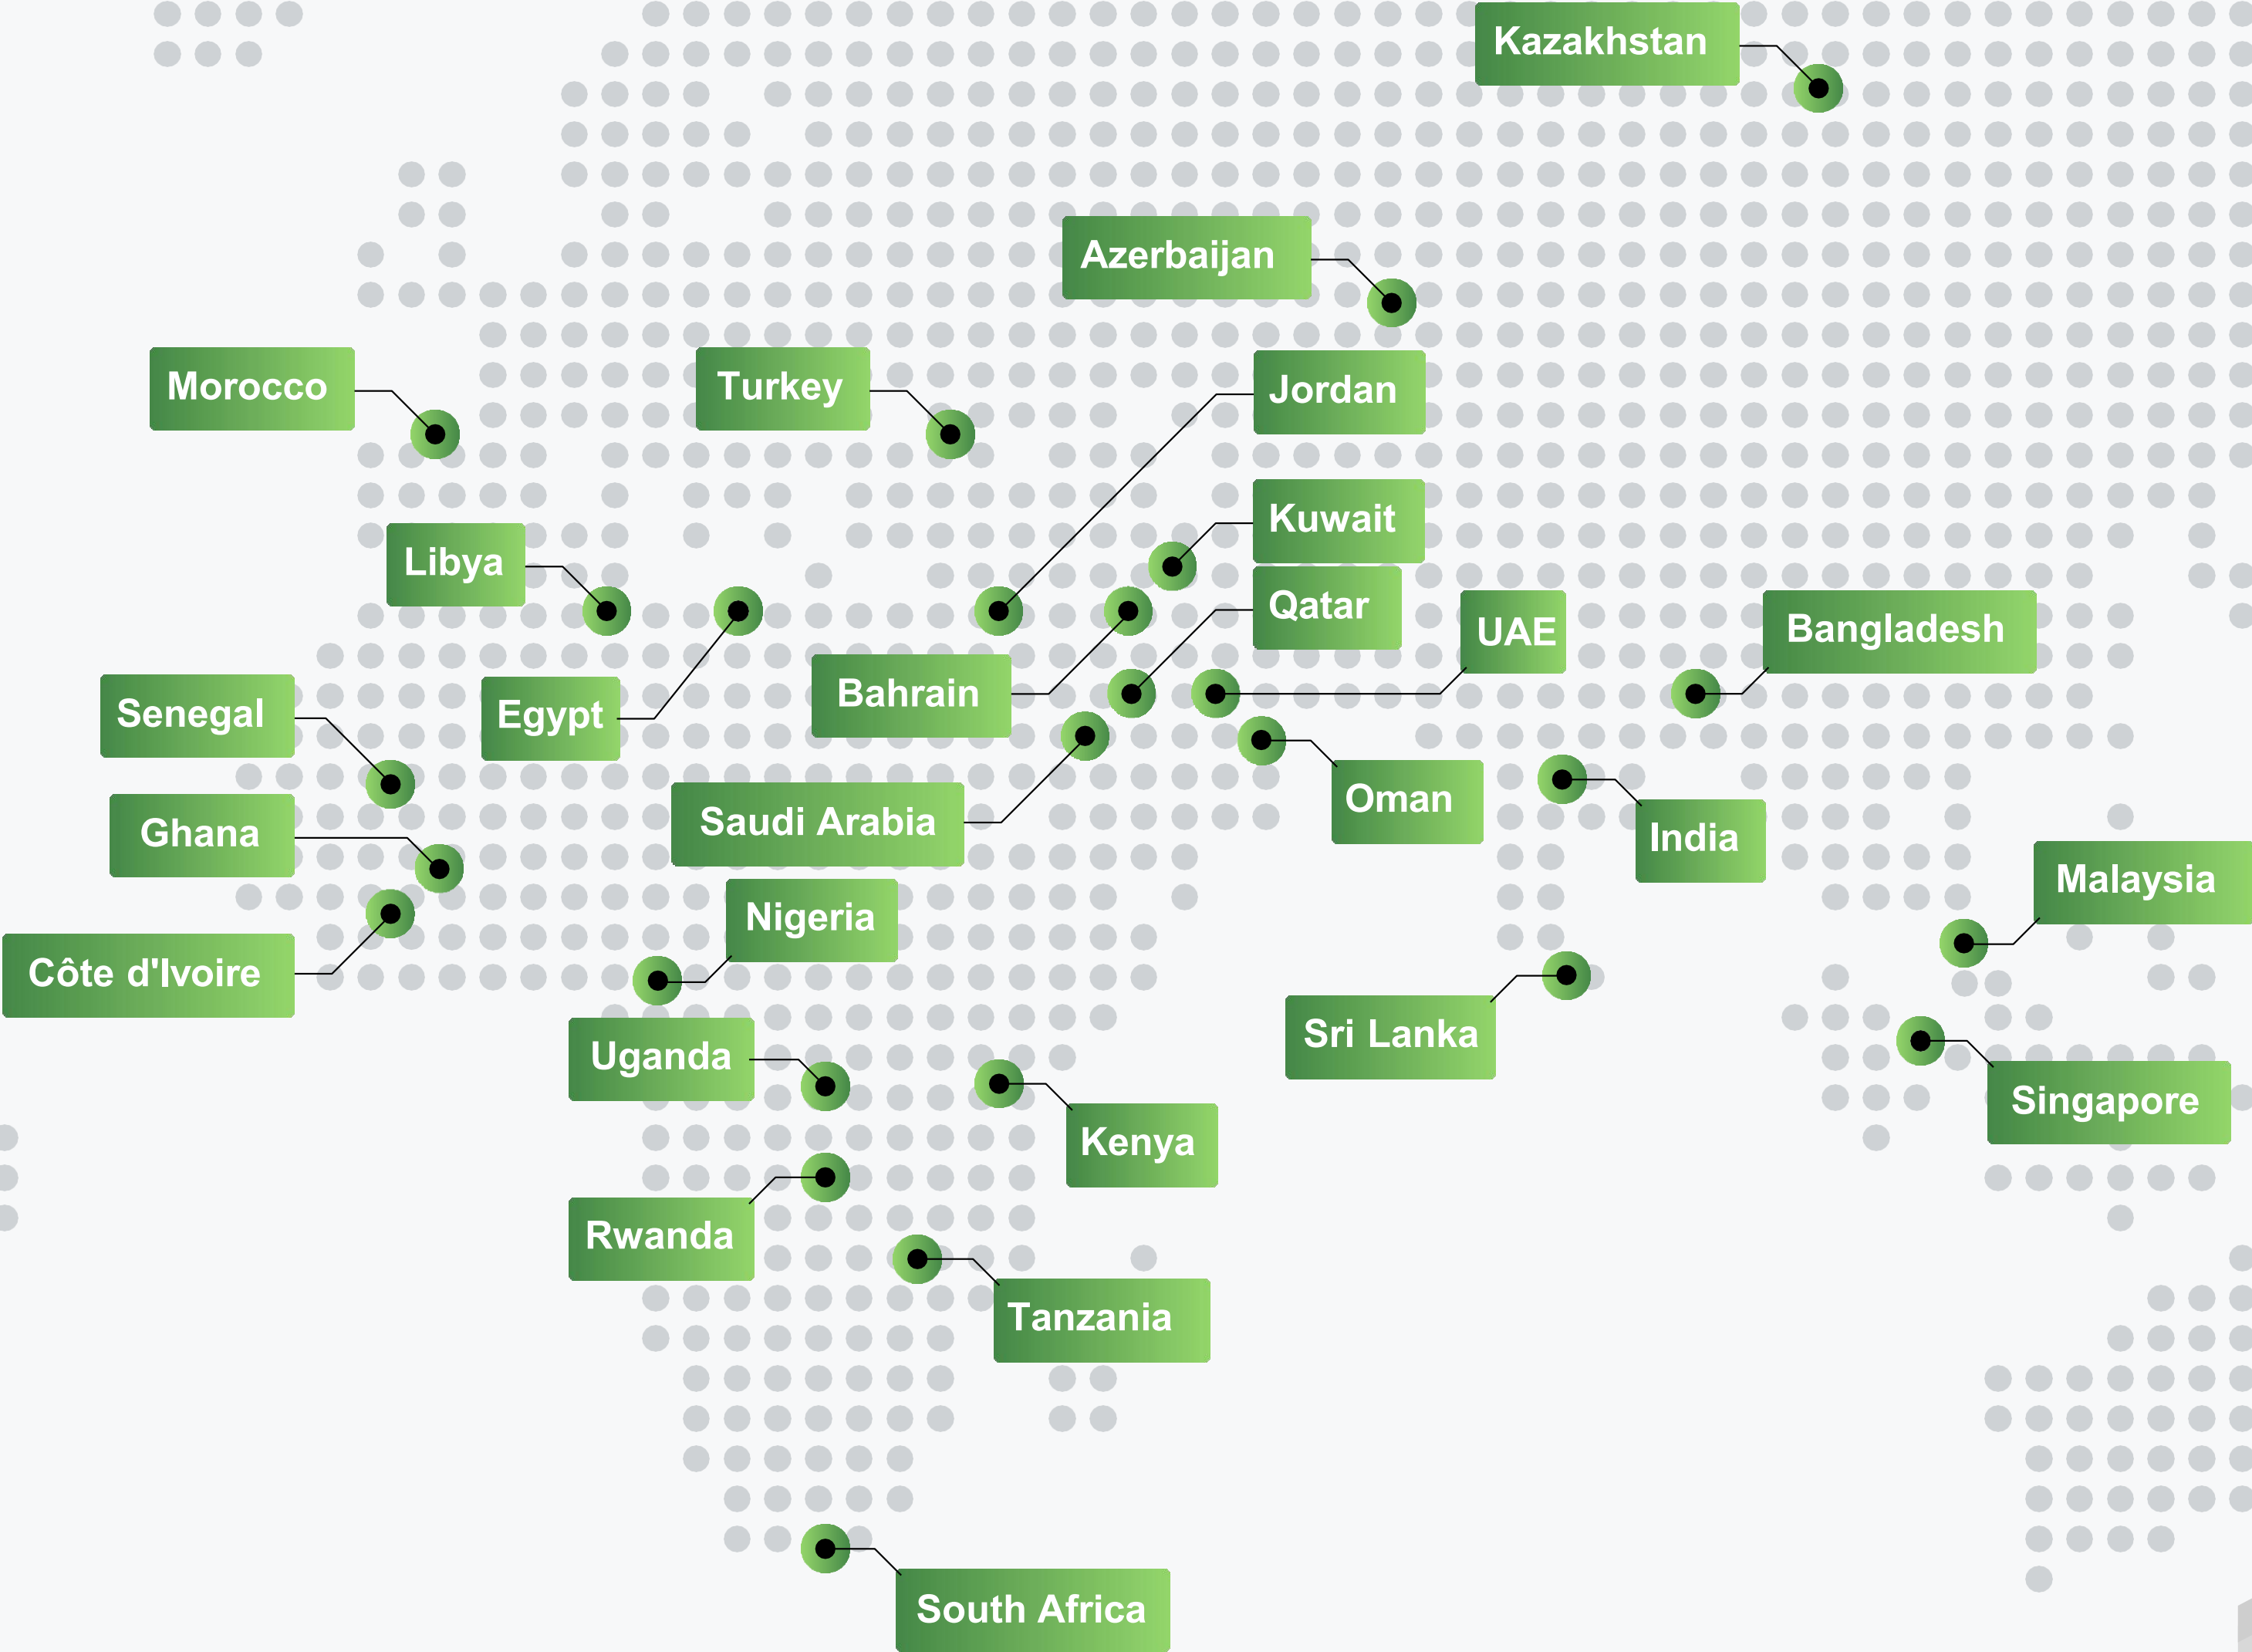 Kazakhstan
Azerbaijan
Morocco
Turkey
Jordan
Kuwait
Libya
Qatar
UAE
Bangladesh
Bahrain
Senegal
Egypt
Oman
Saudi Arabia
Ghana
India
Malaysia
Nigeria
Côte d'Ivoire
Sri Lanka
Uganda
Singapore
Kenya
Rwanda
Tanzania
South Africa